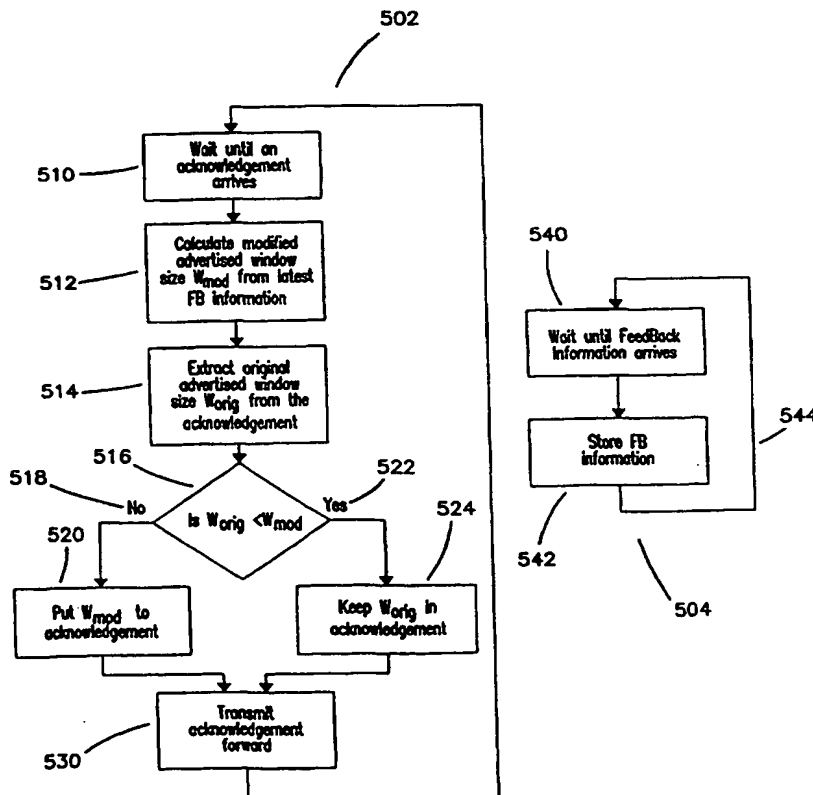 502
Wait until an
acknowledgement
arrives
510
Calculate modified
advertised window
size Wmod from latest
FB information
512
Extract original
advertised window
size Worig from the
acknowledgement
514
516
518
No
Is Worig <Wmod
Yes
522
520
Put Wmod to
acknowledgement
524
Keep Worig in
acknowledgement
Transmit
acknowledgement
forward
530
540
Wait until FeedBack
Information arrives
Store FB
information
544
542
504